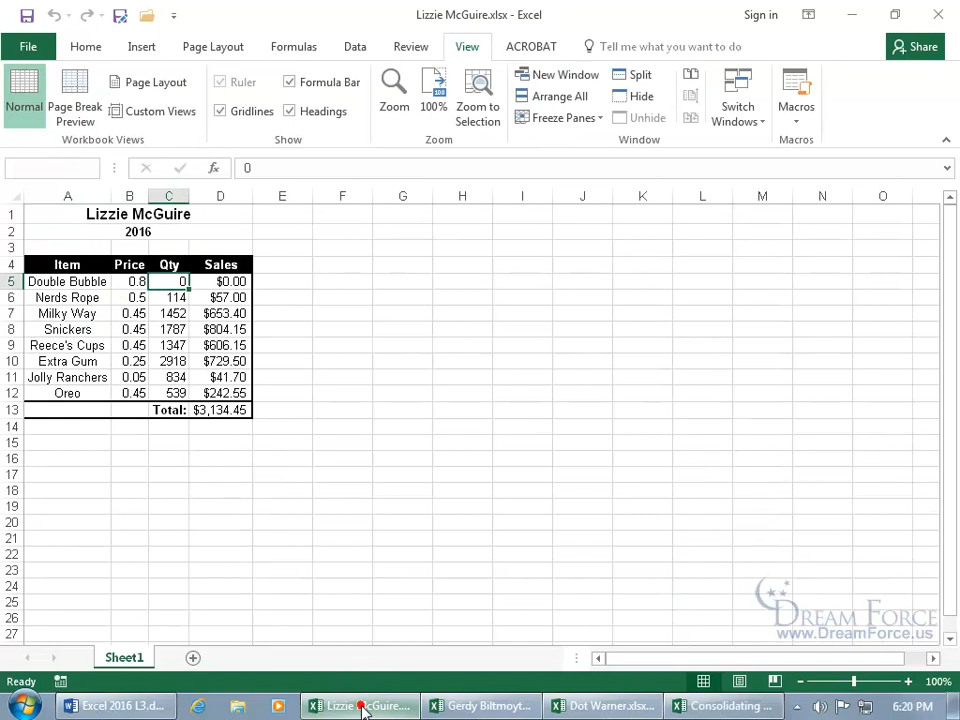 Lizzie McGuire.xlsx - Excel
Sign in
File
Home
Insert
Page Layout
Formulas
Data
Review
View
ACROBAT
Tell me what you want to do
Share
Normal
Page Break Preview
Page Layout
Custom Views
Workbook Views
Ruler
Formula Bar
Gridlines
Headings
Show
Zoom
100%
Zoom to Selection
Zoom
New Window
Arrange All
Freeze Panes
Split
Hide
Unhide
Switch Windows
Window
Macros
Macros
0
A B C D E F G H I J K L M N O
1 Lizzie McGuire
2 2016
3
4 Item Price Qty Sales
5 Double Bubble 0.8 0 $0.00
6 Nerds Rope 0.5 114 $57.00
7 Milky Way 0.45 1452 $653.40
8 Snickers 0.45 1787 $804.15
9 Reece's Cups 0.45 1347 $606.15
10 Extra Gum 0.25 2918 $729.50
11 Jolly Ranchers 0.05 834 $41.70
12 Oreo 0.45 539 $242.55
13 Total: $3,134.45
14
15
16
17
18
19
20
21
22
23
24
25
26
27
DREAM FORCE
www.DreamForce.us
Sheet1
Ready
100%
Excel 2016 L3.d...
Lizzie McGuire....
Gerdy Biltmoyt...
Dot Warner.xlsx...
Consolidating ...
6:20 PM